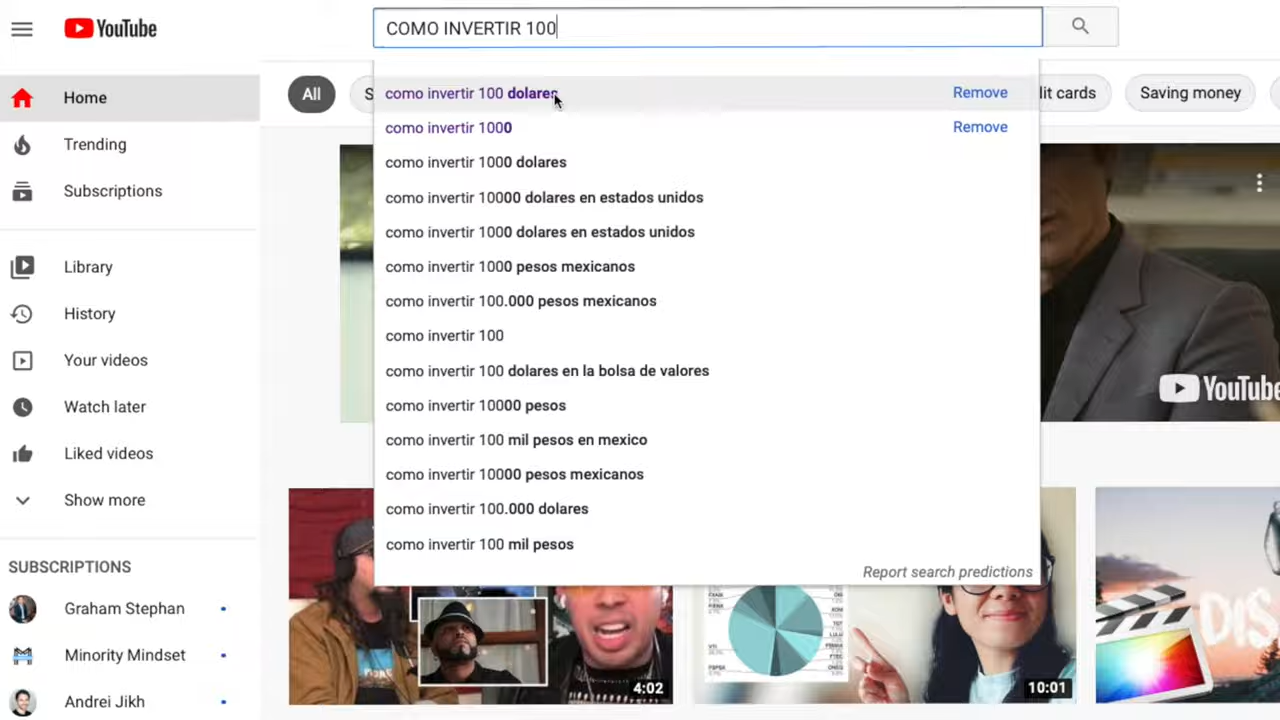 YouTube
COMO INVERTIR 100
Home
Trending
Subscriptions
Library
History
Your videos
Watch later
Liked videos
Show more
SUBSCRIPTIONS
Graham Stephan
Minority Mindset
Andrei Jikh
All
S
dit cards
Saving money
como invertir 100 dolares
Remove
como invertir 1000
Remove
como invertir 1000 dolares
como invertir 10000 dolares en estados unidos
como invertir 1000 dolares en estados unidos
como invertir 1000 pesos mexicanos
como invertir 100.000 pesos mexicanos
como invertir 100
como invertir 100 dolares en la bolsa de valores
como invertir 10000 pesos
como invertir 100 mil pesos en mexico
como invertir 10000 pesos mexicanos
como invertir 100.000 dolares
como invertir 100 mil pesos
Report search predictions
YouTube
4:02
10:01
DIS